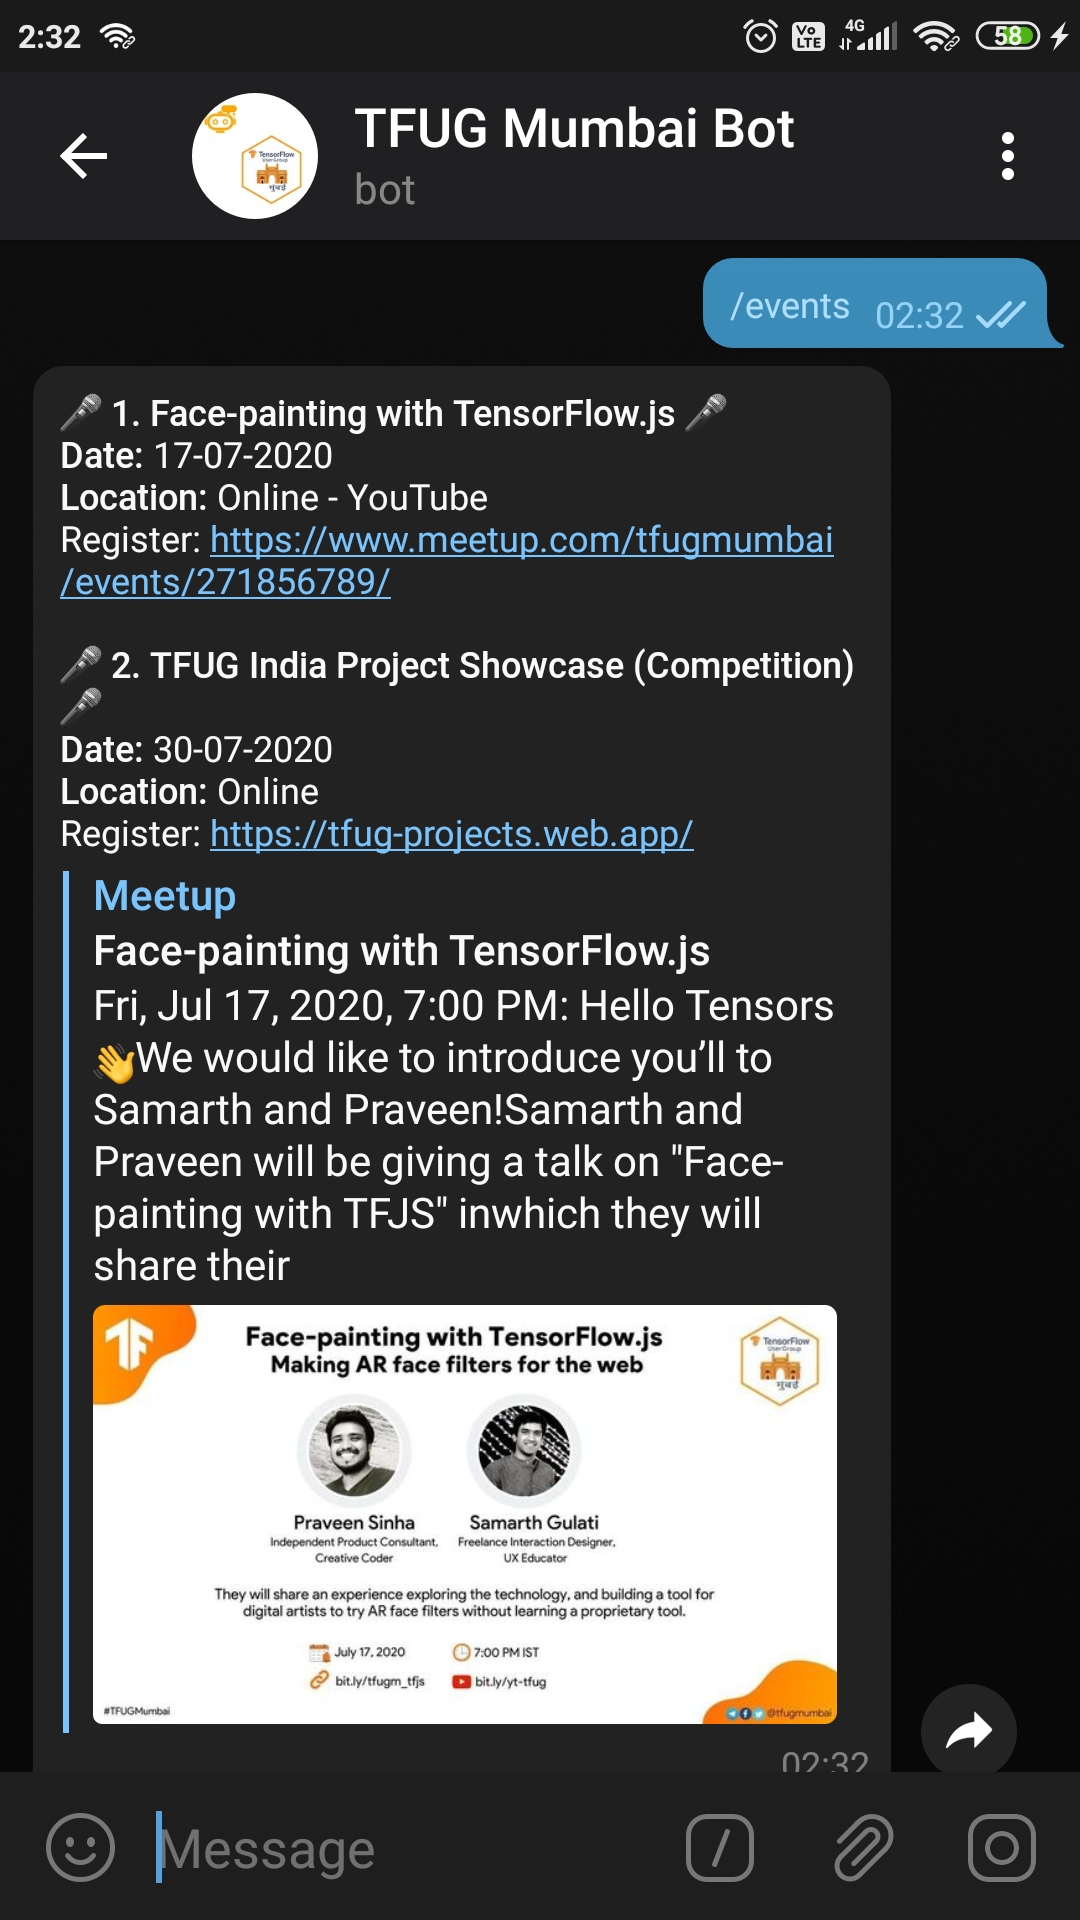 2:32
4G
Vo
LTE
58
TFUG Mumbai Bot
bot
/events 02:32
🎤 1. Face-painting with TensorFlow.js 🎤
Date: 17-07-2020
Location: Online - YouTube
Register: https://www.meetup.com/tfugmumbai
/events/271856789/
🎤 2. TFUG India Project Showcase (Competition)
🎤
Date: 30-07-2020
Location: Online
Register: https://tfug-projects.web.app/
Meetup
Face-painting with TensorFlow.js
Fri, Jul 17, 2020, 7:00 PM: Hello Tensors
👋We would like to introduce you’ll to
Samarth and Praveen!Samarth and
Praveen will be giving a talk on "Face-
painting with TFJS" inwhich they will
share their
Face-painting with TensorFlow.js
Making AR face filters for the web
TensorFlow
User Group
मुंबई
Praveen Sinha
Independent Product Consultant,
Creative Coder
Samarth Gulati
Freelance Interaction Designer,
UX Educator
They will share an experience exploring the technology, and building a tool for
digital artists to try AR face filters without learning a proprietary tool.
July 17, 2020
7:00 PM IST
bit.ly/tfugm_tfjs
bit.ly/yt-tfug
#TFUGMumbai
@tfugmumbai
02:32
Message